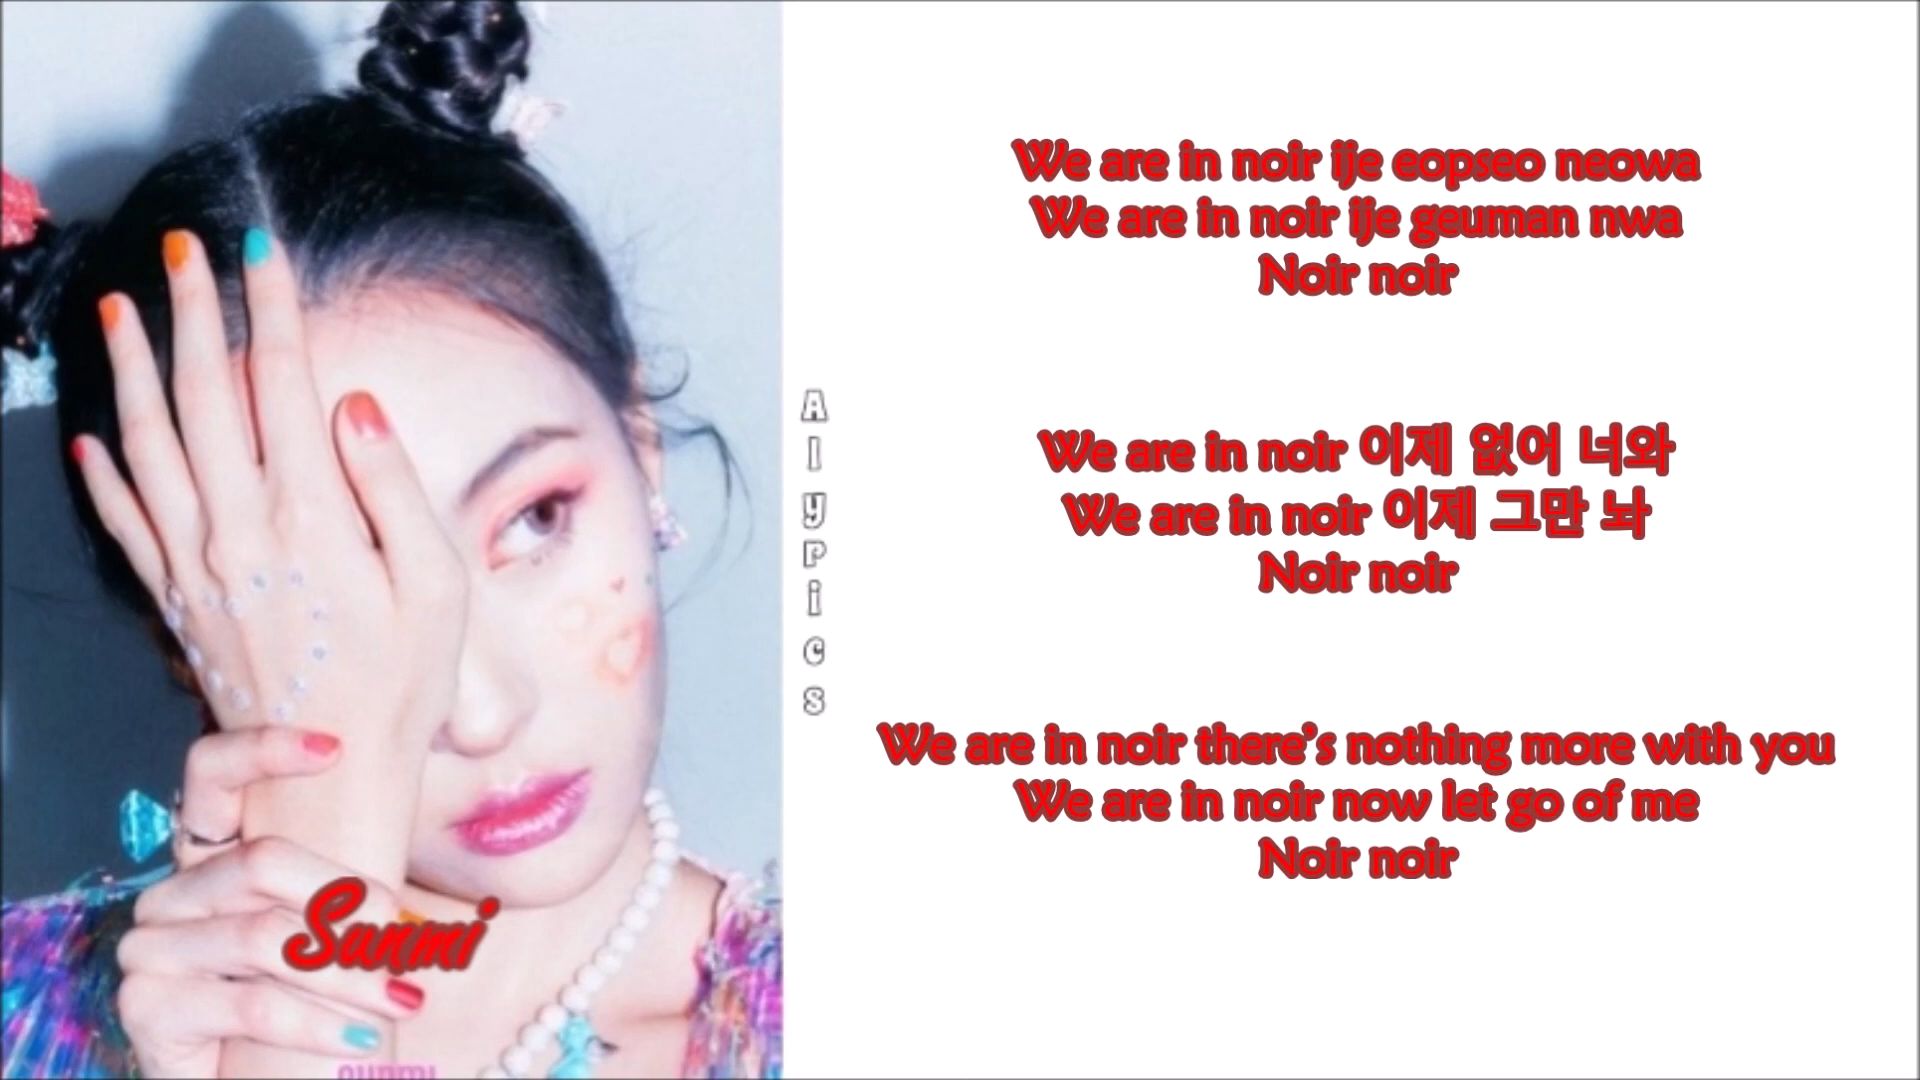 We are in noir ije eopseo neowa
We are in noir ije geuman nwa
Noir noir
We are in noir 이제 없어 너와
We are in noir 이제 그만 놔
Noir noir
We are in noir there's nothing more with you
We are in noir now let go of me
Noir noir
Alypics
Sunmi
sunmi